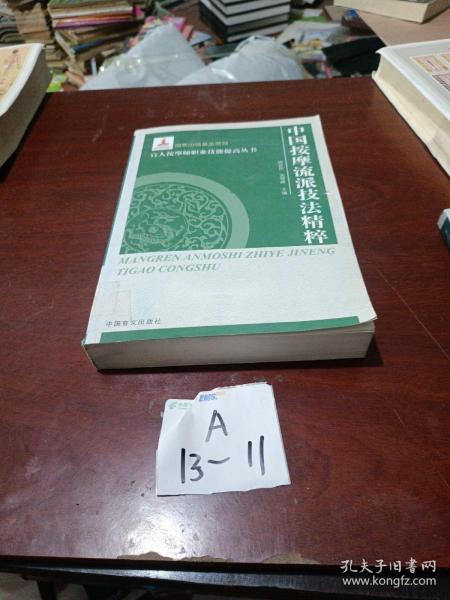 国家出版基金项目
盲人按摩师职业技能提高丛书
中国按摩流派技法精粹
主编
MANGREN ANMOSHI ZHIYE JINENG
TIGAO CONGSHU
中国盲文出版社
A
13-11
孔夫子旧书网
www.kongfz.com